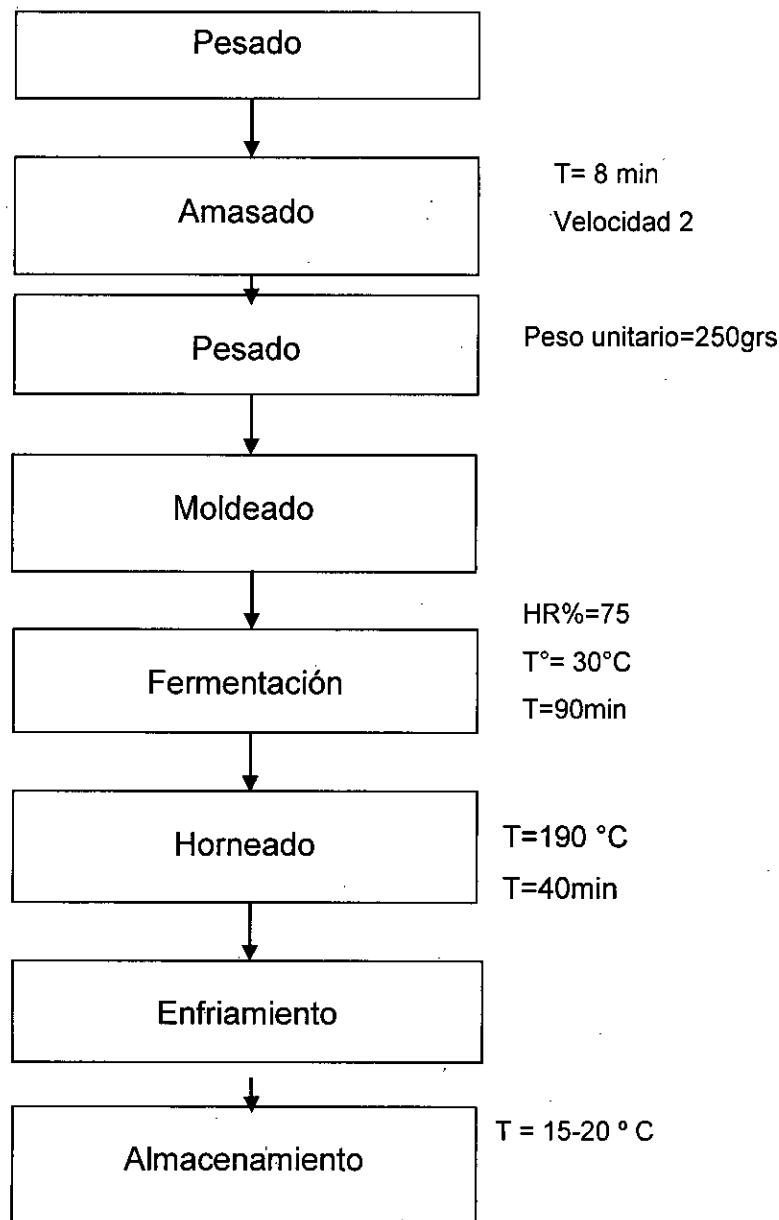 Pesado
Amasado
T= 8 min
Velocidad 2
Pesado
Peso unitario=250grs
Moldeado
Fermentación
HR%=75
T°= 30°C
T=90min
Horneado
T=190 °C
T=40min
Enfriamiento
Almacenamiento
T = 15-20 º C